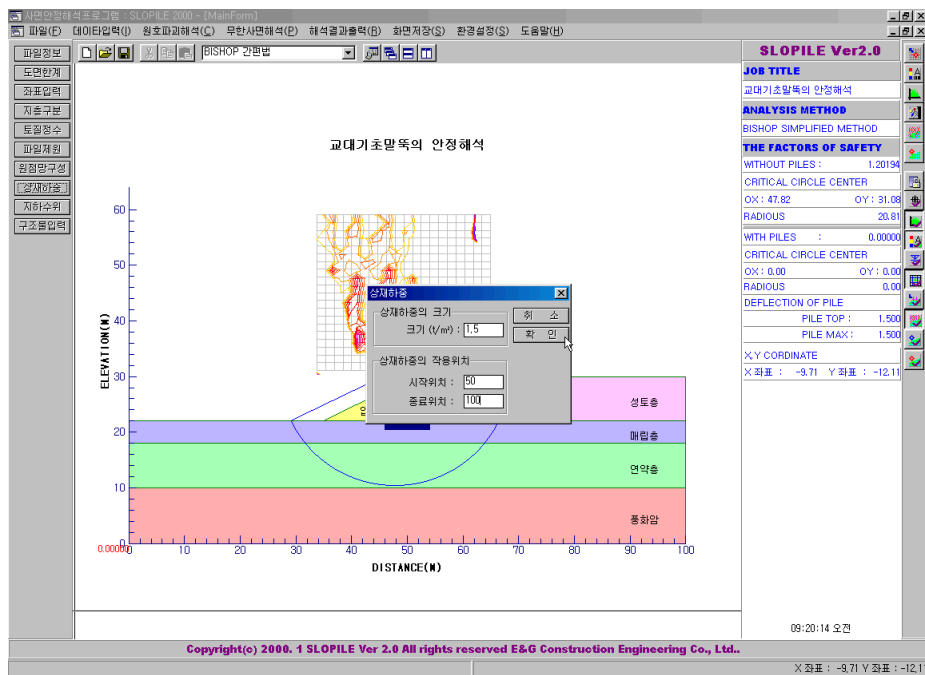 사면안정해석프로그램 : SLOPILE 2000 - [MainForm]
파일(F) 데이타입력(I) 원호파괴해석(C) 무한사면해석(P) 해석결과출력(R) 화면저장(S) 환경설정(S) 도움말(H)
BISHOP 간편법
파일정보
도면한계
좌표입력
지층구분
토질정수
파일제원
원점망구성
상재하중
지하수위
구조물입력
교대기초말뚝의 안정해석
ELEVATION(M)
60
50
40
30
20
10
0
0.00000
0 10 20 30 40 50 60 70 80 90 100
DISTANCE(M)
성토층
매립층
연약층
풍화암
상재하중
상재하중의 크기
크기 (t/m²) : 1,5
취 소
확 인
상재하중의 작용위치
시작위치 : 50
종료위치 : 100
SLOPILE Ver2.0
JOB TITLE
교대기초말뚝의 안정해석
ANALYSIS METHOD
BISHOP SIMPLIFIED METHOD
THE FACTORS OF SAFETY
WITHOUT PILES : 1.20194
CRITICAL CIRCLE CENTER
OX : 47.82 OY : 31.08
RADIOUS 20.81
WITH PILES : 0.00000
CRITICAL CIRCLE CENTER
OX : 0.00 OY : 0.00
RADIOUS 0.00
DEFLECTION OF PILE
PILE TOP : 1.500
PILE MAX : 1.500
X,Y CORDINATE
X 좌표 : -9.71 Y 좌표 : -12.11
09:20:14 오전
Copyright(c) 2000. 1 SLOPILE Ver 2.0 All rights reserved E&G Construction Engineering Co., Ltd..
X 좌표 : -9,71 Y 좌표 : -12,1